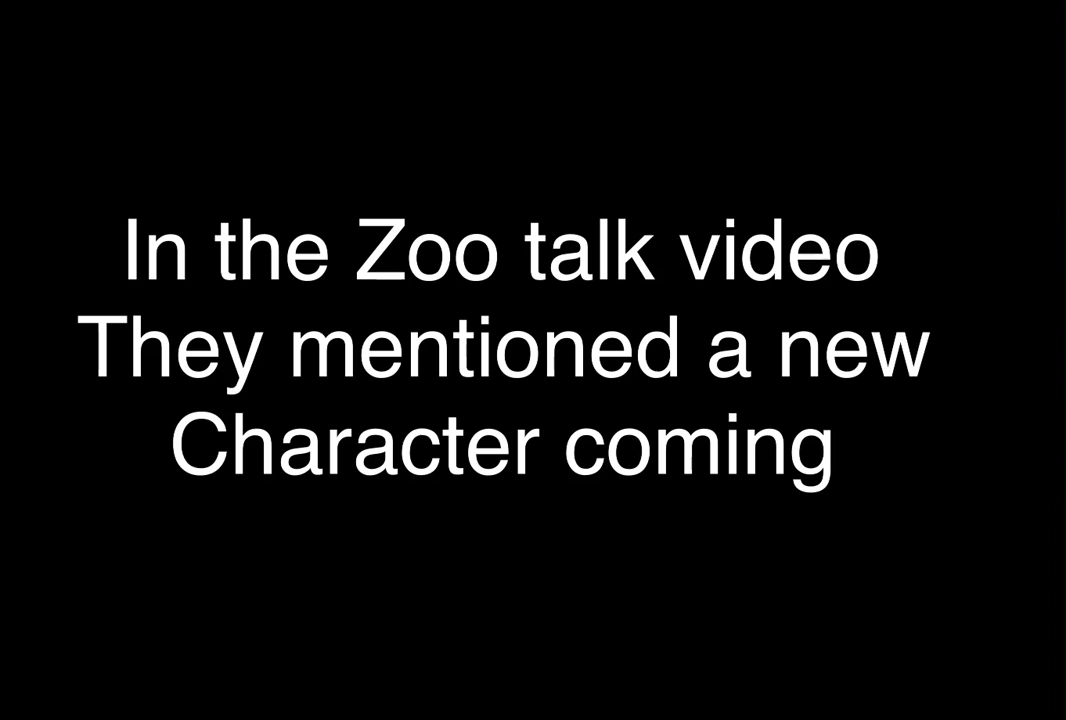 In the Zoo talk video
They mentioned a new
Character coming